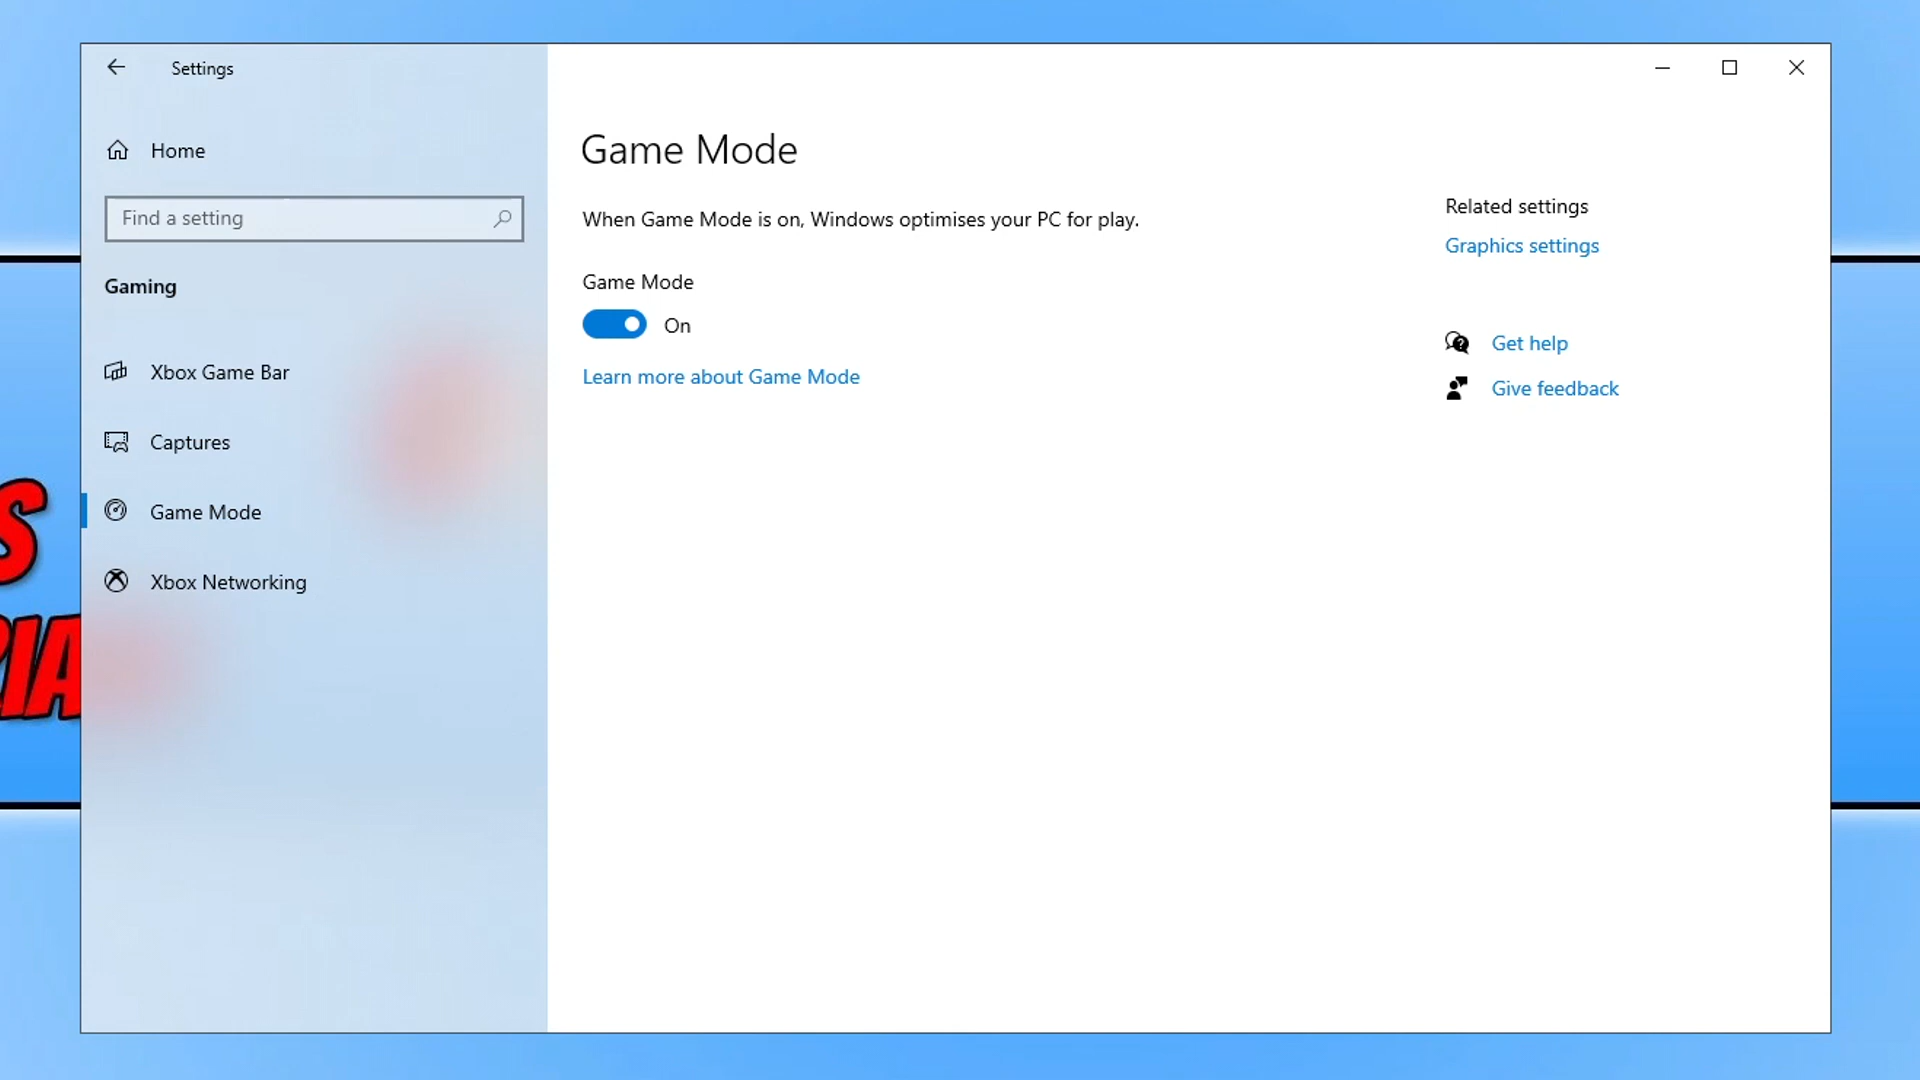 Settings
Home
Find a setting
Gaming
Xbox Game Bar
Captures
Game Mode
Xbox Networking
Game Mode
When Game Mode is on, Windows optimises your PC for play.
Game Mode
On
Learn more about Game Mode
Related settings
Graphics settings
Get help
Give feedback